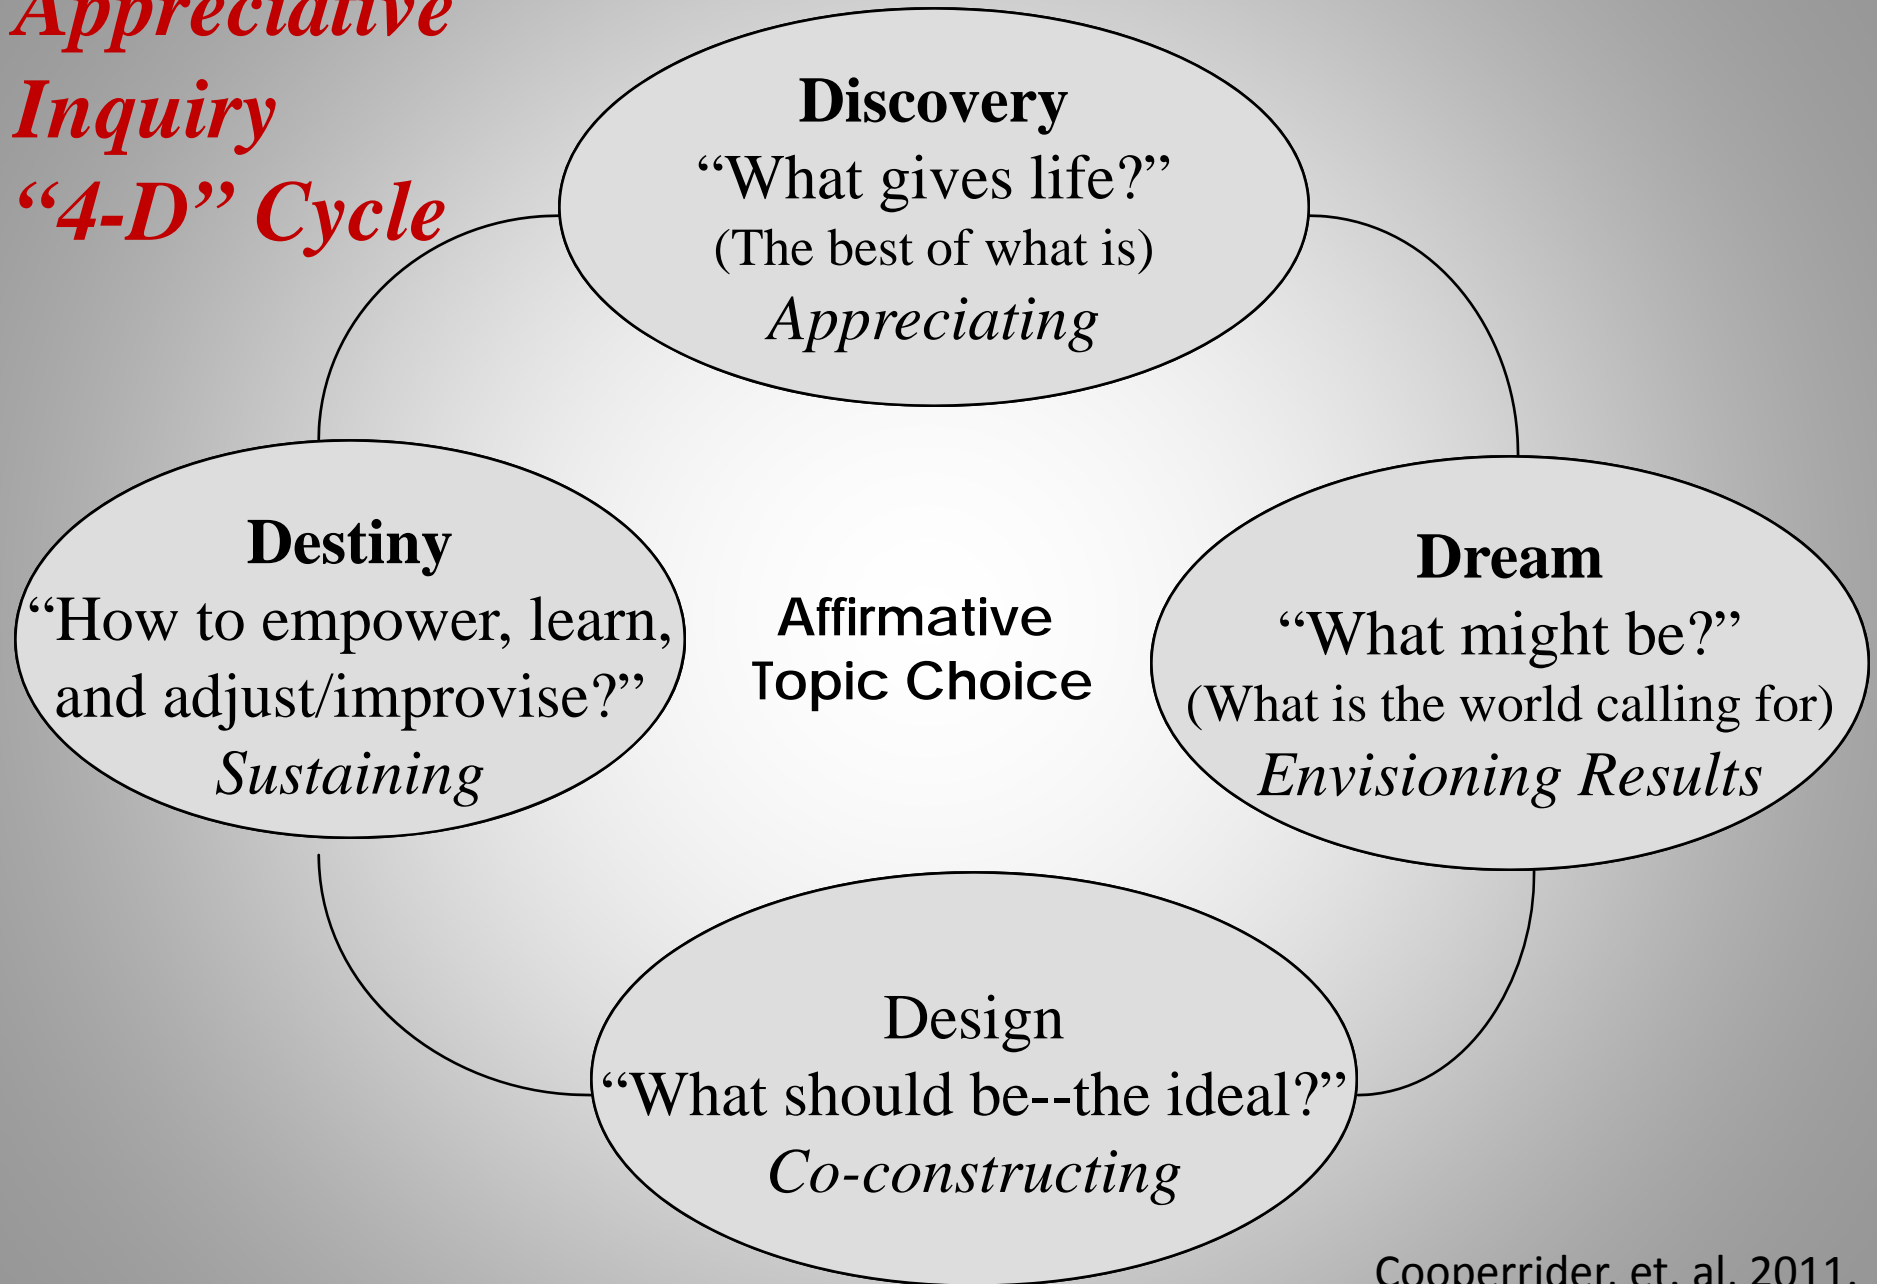 Appreciative
Inquiry
“4-D” Cycle
Discovery
“What gives life?”
(The best of what is)
Appreciating
Destiny
“How to empower, learn,
and adjust/improvise?”
Sustaining
Affirmative
Topic Choice
Dream
“What might be?”
(What is the world calling for)
Envisioning Results
Design
“What should be--the ideal?”
Co-constructing
Cooperrider, et. al, 2011.